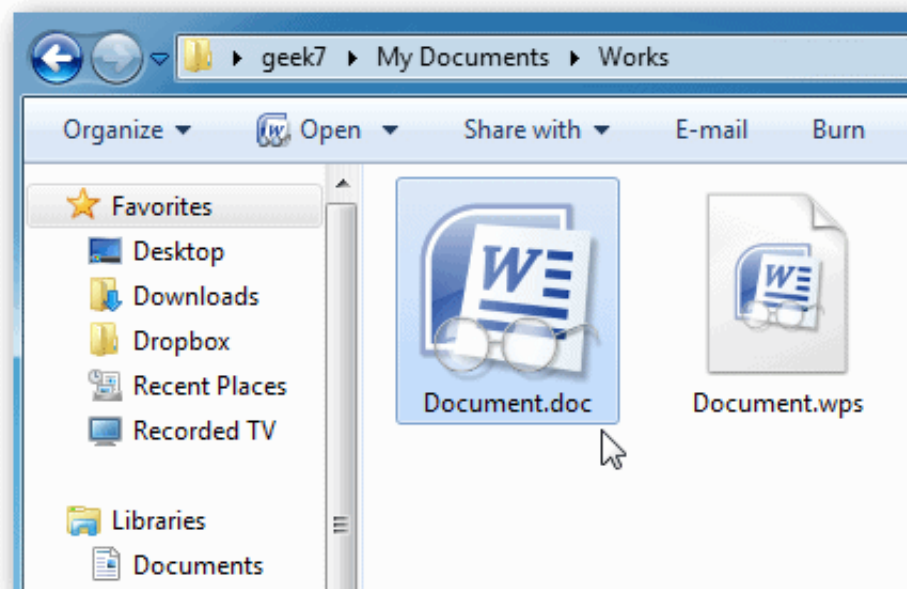 geek7 My Documents Works
Organize Open Share with E-mail Burn
Favorites
Desktop
Downloads
Dropbox
Recent Places
Recorded TV
Libraries
Documents
W
Document.doc
W
Document.wps